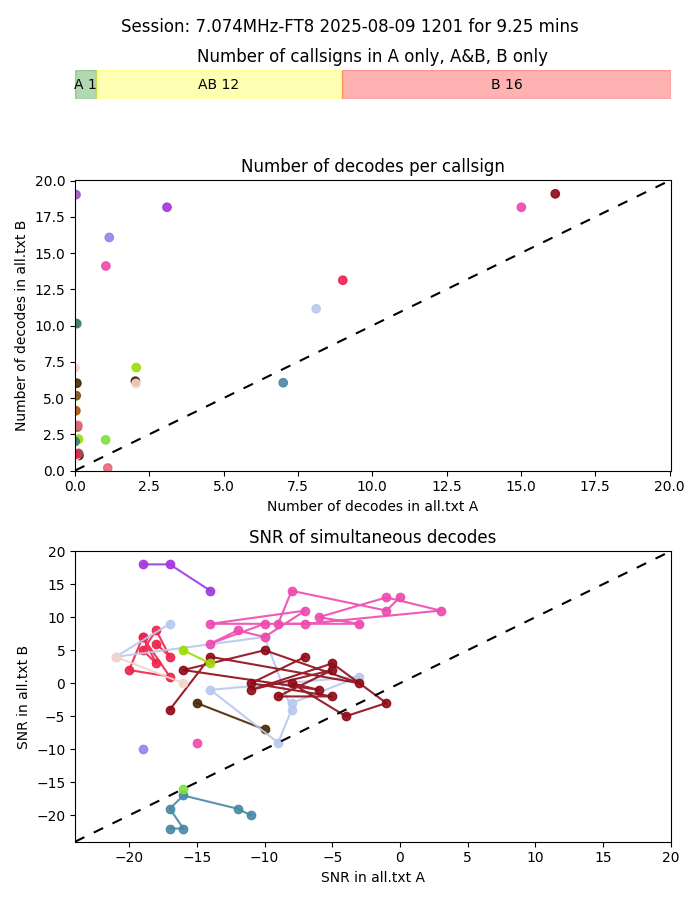 Session: 7.074MHz-FT8 2025-08-09 1201 for 9.25 mins
Number of callsigns in A only, A&B, B only
A 1 AB 12 B 16
Number of decodes per callsign
20.0
17.5
15.0
12.5
10.0
7.5
5.0
2.5
0.0
Number of decodes in all.txt B
0.0 2.5 5.0 7.5 10.0 12.5 15.0 17.5 20.0
Number of decodes in all.txt A
SNR of simultaneous decodes
20
15
10
5
0
−5
−10
−15
−20
SNR in all.txt B
−20 −15 −10 −5 0 5 10 15 20
SNR in all.txt A